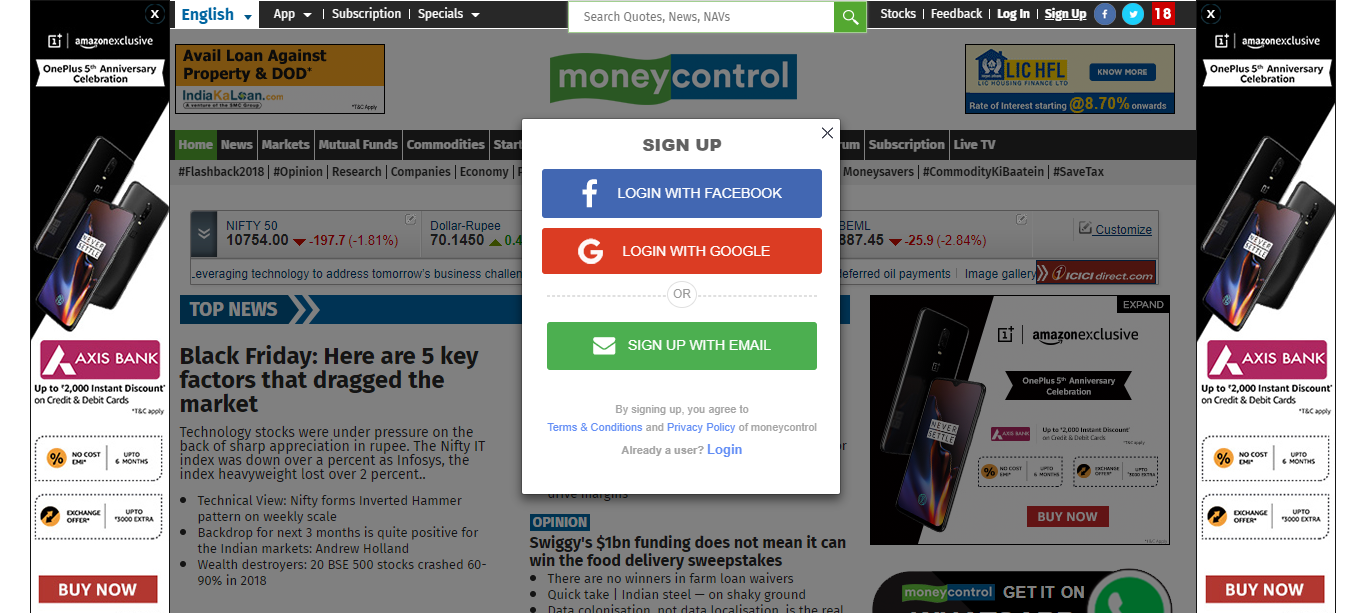 X
1+ | amazonexclusive
OnePlus 5th Anniversary
Celebration
NEVER
SETTLE
AXIS BANK
Up to ₹2,000 Instant Discount*
on Credit & Debit Cards
*T&C apply
% NO COST
EMI*
UPTO
6 MONTHS
EXCHANGE
OFFER*
UPTO
₹3000 EXTRA
BUY NOW
English
App | Subscription | Specials
Search Quotes, News, NAVs
Stocks | Feedback | Log In | Sign Up f 18
Avail Loan Against
Property & DOD*
IndiaKaLoan.com
A venture of the SMC Group
*T&C Apply
moneycontrol
LIC HFL
LIC HOUSING FINANCE LTD
KNOW MORE
Rate of Interest starting @8.70% onwards
Home News Markets Mutual Funds Commodities
Subscription Live TV
#Flashback2018 | #Opinion | Research | Companies | Economy |
Moneysavers | #CommodityKiBaatein | #SaveTax
NIFTY 50
10754.00 -197.7 (-1.81%)
Dollar-Rupee
70.1450 0.4
BEML
887.45 -25.9 (-2.84%)
Customize
everaging technology to address tomorrow's business challen
eferred oil payments | Image gallery
ICICI direct.com
TOP NEWS
Black Friday: Here are 5 key
factors that dragged the
market
Technology stocks were under pressure on the
back of sharp appreciation in rupee. The Nifty IT
index was down over a percent as Infosys, the
index heavyweight lost over 2 percent..
Technical View: Nifty forms Inverted Hammer
pattern on weekly scale
Backdrop for next 3 months is quite positive for
the Indian markets: Andrew Holland
Wealth destroyers: 20 BSE 500 stocks crashed 60-
90% in 2018
SIGN UP
f LOGIN WITH FACEBOOK
G LOGIN WITH GOOGLE
OR
SIGN UP WITH EMAIL
By signing up, you agree to
Terms & Conditions and Privacy Policy of moneycontrol
Already a user? Login
drive margins
OPINION
Swiggy's $1bn funding does not mean it can
win the food delivery sweepstakes
There are no winners in farm loan waivers
Quick take | Indian steel — on shaky ground
Data colonisation, not data localisation, is the real
EXPAND
1+ | amazonexclusive
OnePlus 5th Anniversary
Celebration
NEVER
SETTLE
AXIS BANK
Up to ₹2,000 Instant Discount*
on Credit & Debit Cards
*T&C apply
% NO COST
EMI*
UPTO
6 MONTHS
EXCHANGE
OFFER*
UPTO
₹3000 EXTRA
BUY NOW
*T&C apply
moneycontrol GET IT ON
X
1+ | amazonexclusive
OnePlus 5th Anniversary
Celebration
NEVER
SETTLE
AXIS BANK
Up to ₹2,000 Instant Discount*
on Credit & Debit Cards
*T&C apply
% NO COST
EMI*
UPTO
6 MONTHS
EXCHANGE
OFFER*
UPTO
₹3000 EXTRA
BUY NOW